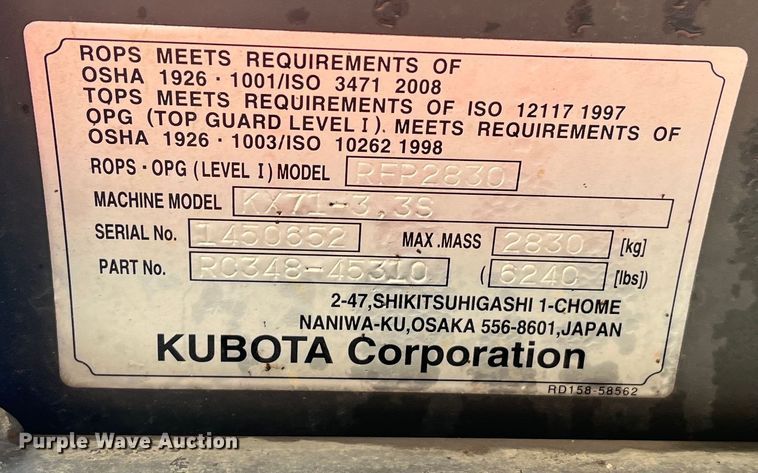 ROPS MEETS REQUIREMENTS OF
OSHA 1926・1001/ISO 3471 2008
TOPS MEETS REQUIREMENTS OF ISO 12117 1997
OPG (TOP GUARD LEVEL I). MEETS REQUIREMENTS OF
OSHA 1926・1003/ISO 10262 1998
ROPS・OPG (LEVEL I) MODEL RFP2830
MACHINE MODEL KX71-3,3S
SERIAL No. 1450652 MAX.MASS 2830 [kg]
PART No. RC348-45310 (6240 [lbs])
2-47,SHIKITSUHIGASHI 1-CHOME
NANIWA-KU,OSAKA 556-8601,JAPAN
KUBOTA Corporation
RD158-58562
Purple Wave Auction